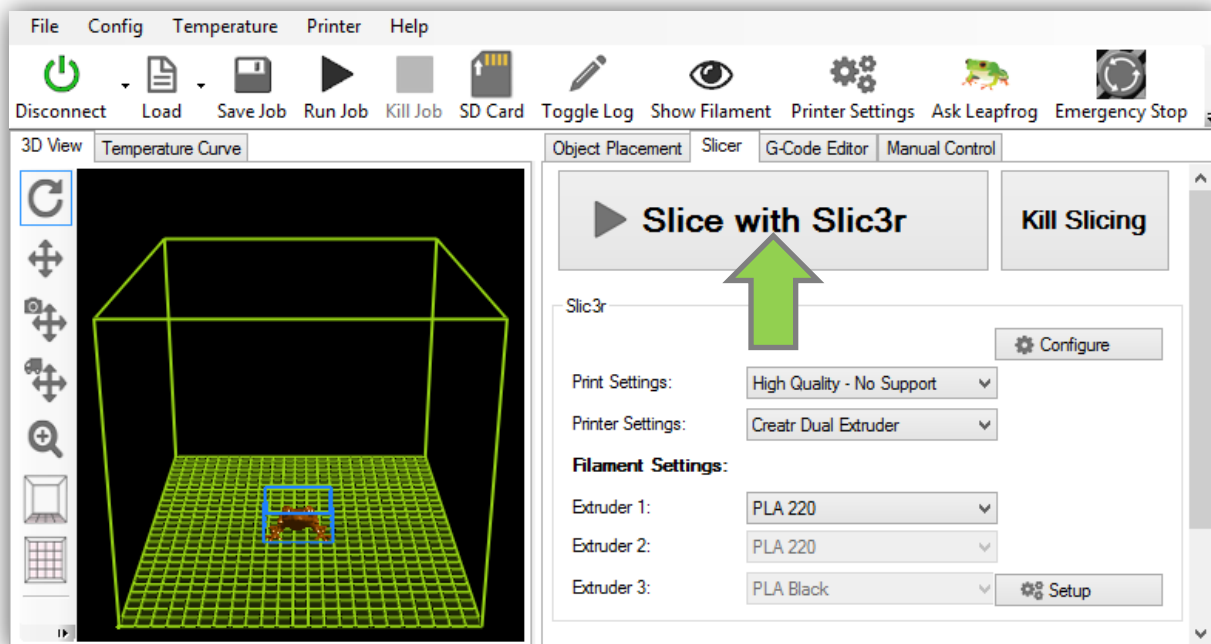 File Config Temperature Printer Help
Disconnect Load Save Job Run Job Kill Job SD Card Toggle Log Show Filament Printer Settings Ask Leapfrog Emergency Stop
3D View Temperature Curve
Object Placement Slicer G-Code Editor Manual Control
Slice with Slic3r
Kill Slicing
Slic3r
Configure
Print Settings: High Quality - No Support
Printer Settings: Creatr Dual Extruder
Filament Settings:
Extruder 1: PLA 220
Extruder 2: PLA 220
Extruder 3: PLA Black
Setup